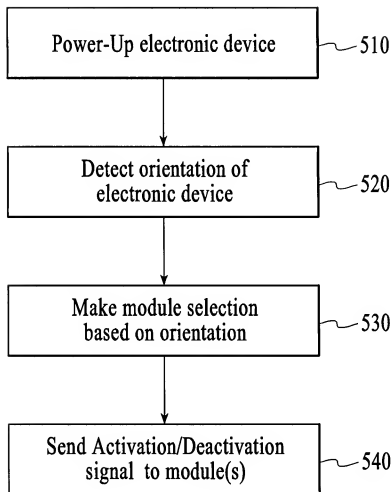 Power-Up electronic device
510
Detect orientation of
electronic device
520
Make module selection
based on orientation
530
Send Activation/Deactivation
signal to module(s)
540